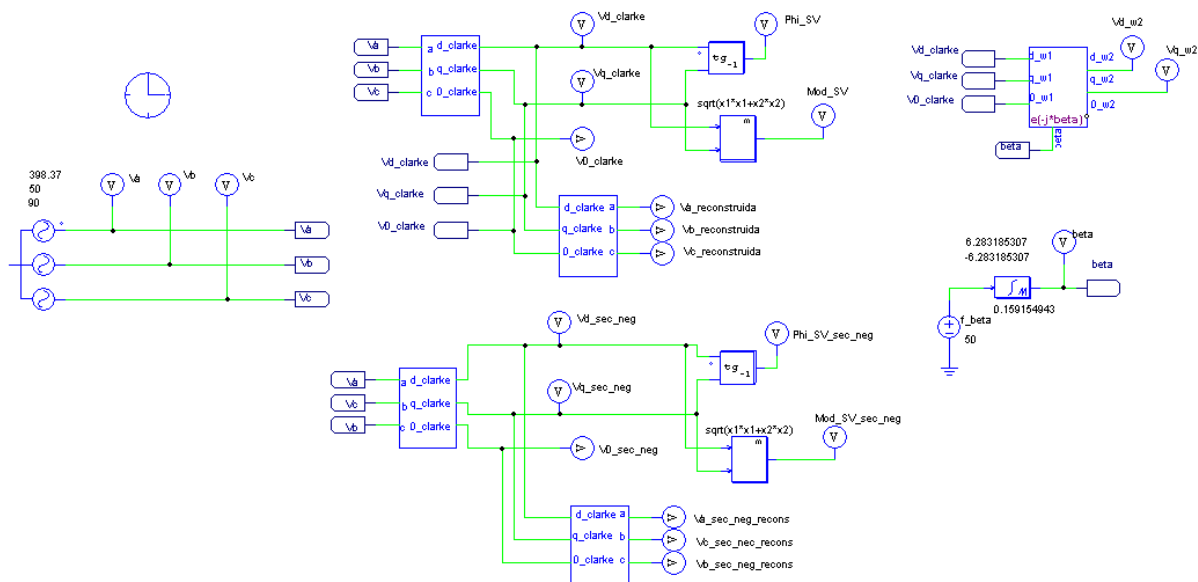 Va
Vb
Vc
398.37
50
90
Va
Vb
Vc
Vd_clarke
Phi_SV
Va
Vb
Vc
a d_clarke
b q_clarke
c 0_clarke
V
tg -1
Vq_clarke
V
sqrt(x1*x1+x2*x2)
m
Mod_SV
V
V0_clarke
Vd_clarke
Vq_clarke
V0_clarke
d_clarke a
q_clarke b
0_clarke c
Va_reconstruida
Vb_reconstruida
Vc_reconstruida
Vd_sec_neg
V
Phi_SV_sec_neg
V
Va
Vc
Vb
a d_clarke
b q_clarke
c 0_clarke
tg -1
Vq_sec_neg
V
sqrt(x1*x1+x2*x2)
m
Mod_SV_sec_neg
V
V0_sec_neg
d_clarke a
q_clarke b
0_clarke c
Va_sec_neg_recons
Vc_sec_nec_recons
Vb_sec_neg_recons
Vd_w2
V
Vq_w2
V
Vd_clarke
Vq_clarke
V0_clarke
d_w1 d_w2
q_w1 q_w2
0_w1 0_w2
e(-j*beta)
beta
beta
6.283185307
-6.283185307
beta
V
beta
∫ M
0.159154943
f_beta
50